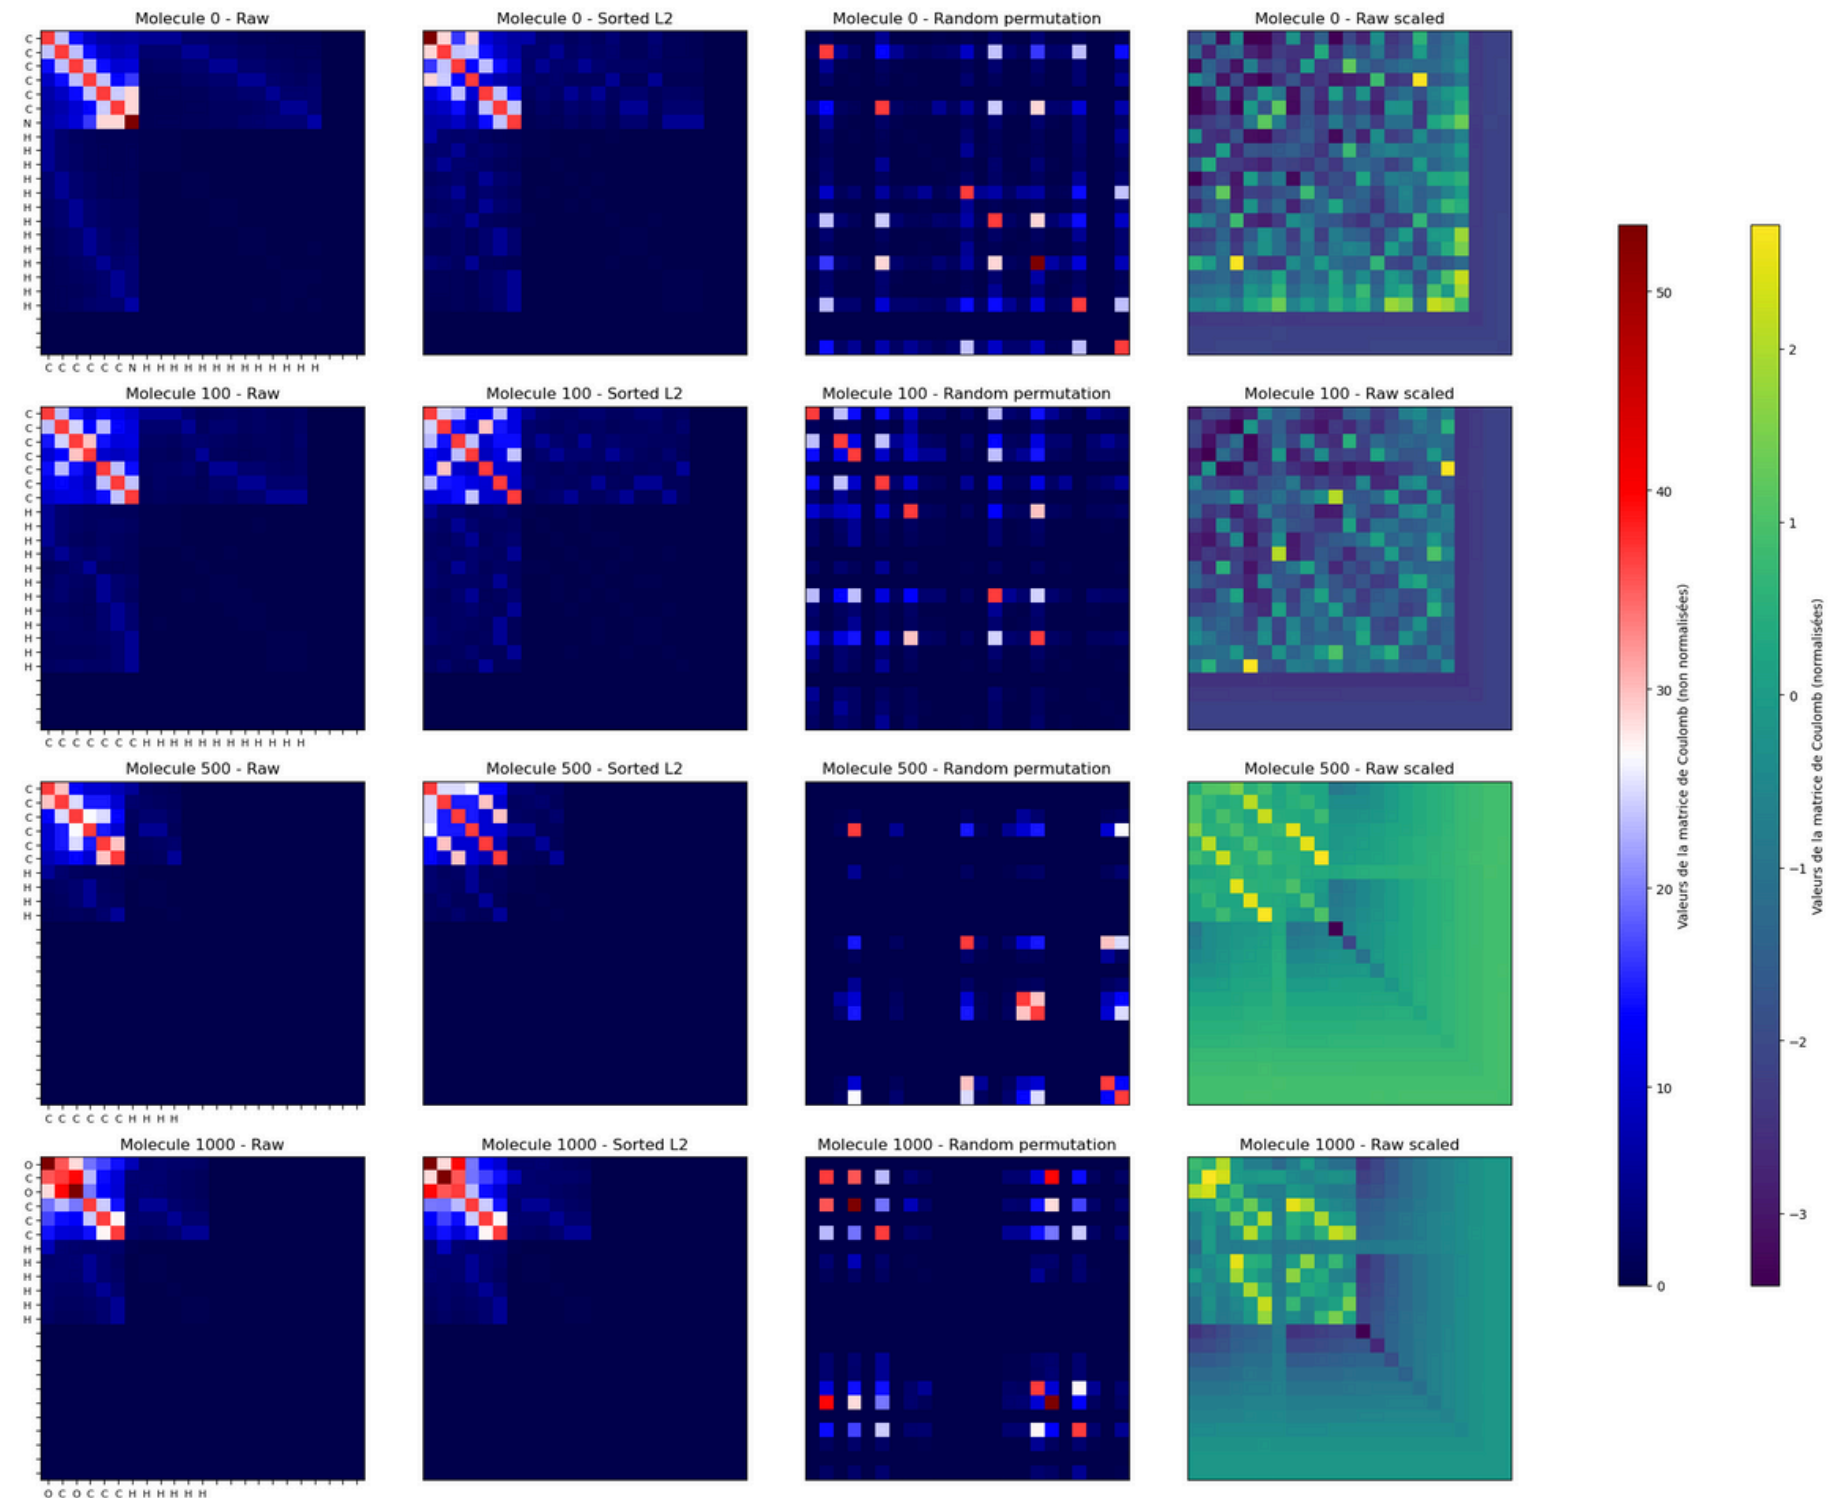 Molecule 0 - Raw
Molecule 0 - Sorted L2
Molecule 0 - Random permutation
Molecule 0 - Raw scaled
C
C
C
C
C
C
N
H
H
H
H
H
H
H
H
H
H
H
H
H
C C C C C C N H H H H H H H H H H H H H
Molecule 100 - Raw
Molecule 100 - Sorted L2
Molecule 100 - Random permutation
Molecule 100 - Raw scaled
C
C
C
C
C
C
C
H
H
H
H
H
H
H
H
H
H
H
H
C C C C C C C H H H H H H H H H H H H
Molecule 500 - Raw
Molecule 500 - Sorted L2
Molecule 500 - Random permutation
Molecule 500 - Raw scaled
C
C
C
C
C
C
H
H
H
H
C C C C C C H H H H
Molecule 1000 - Raw
Molecule 1000 - Sorted L2
Molecule 1000 - Random permutation
Molecule 1000 - Raw scaled
O
C
O
C
C
C
H
H
H
H
H
H
O C O C C C H H H H H H
50
40
30
20
10
0
Valeurs de la matrice de Coulomb (non normalisées)
2
1
0
−1
−2
−3
Valeurs de la matrice de Coulomb (normalisées)